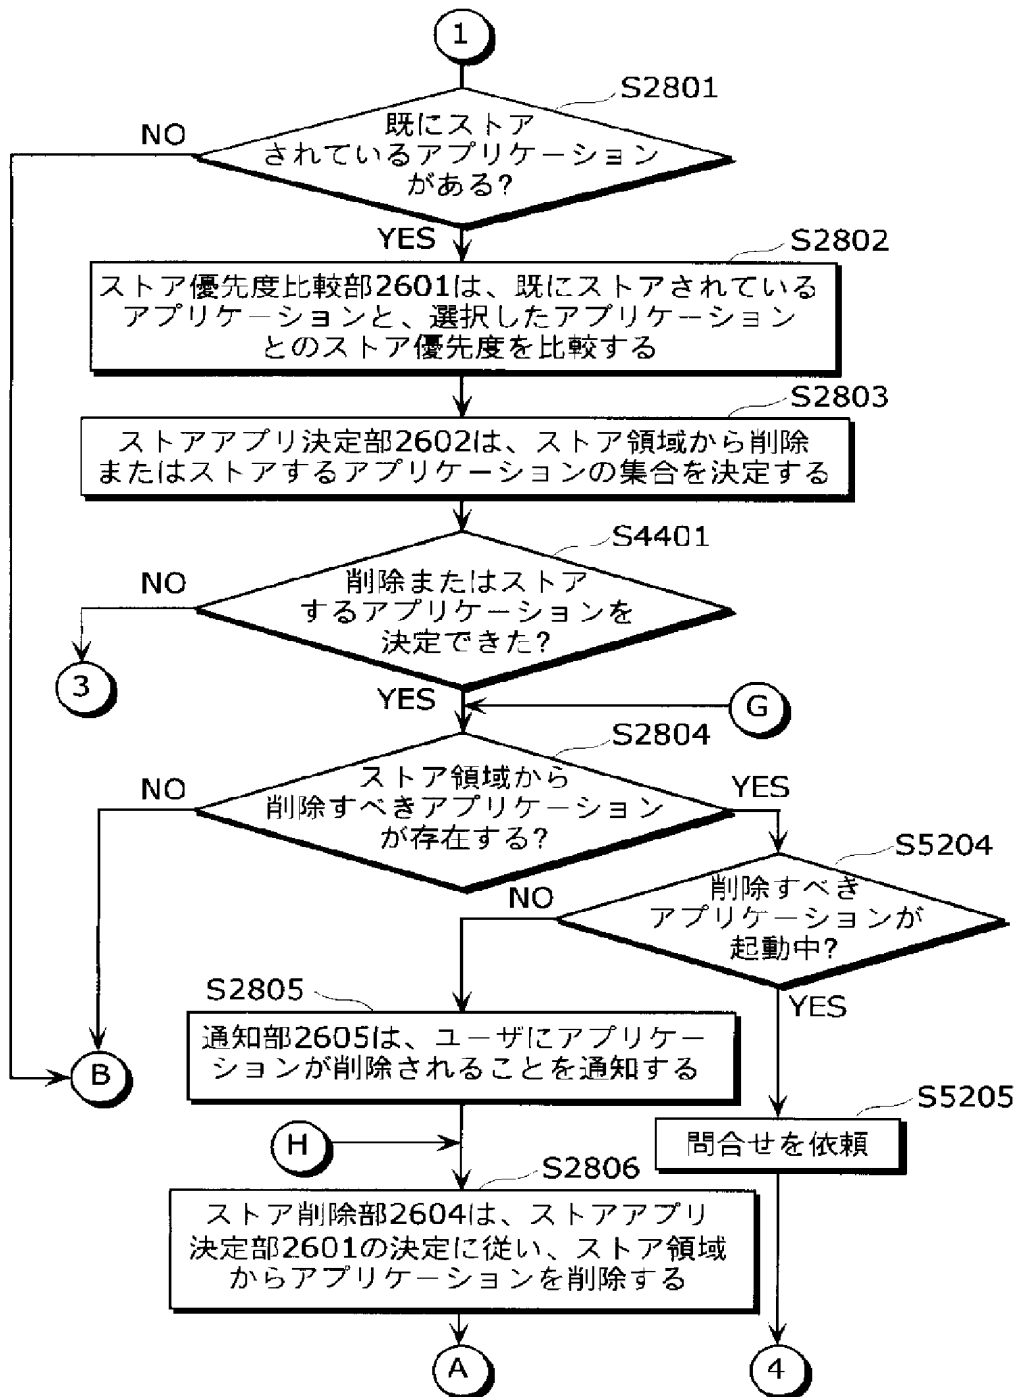 1
S2801
NO
既にストア
されているアプリケーション
がある?
YES
S2802
ストア優先度比較部2601は、既にストアされている
アプリケーションと、選択したアプリケーション
とのストア優先度を比較する
S2803
ストアアプリ決定部2602は、ストア領域から削除
またはストアするアプリケーションの集合を決定する
S4401
NO
削除またはストア
するアプリケーションを
決定できた?
3
YES
G
S2804
NO
ストア領域から
削除すべきアプリケーション
が存在する?
YES
S5204
NO
削除すべき
アプリケーションが
起動中?
YES
S2805
通知部2605は、ユーザにアプリケー
ションが削除されることを通知する
B
S5205
問合せを依頼
H
S2806
ストア削除部2604は、ストアアプリ
決定部2601の決定に従い、ストア領域
からアプリケーションを削除する
A
4